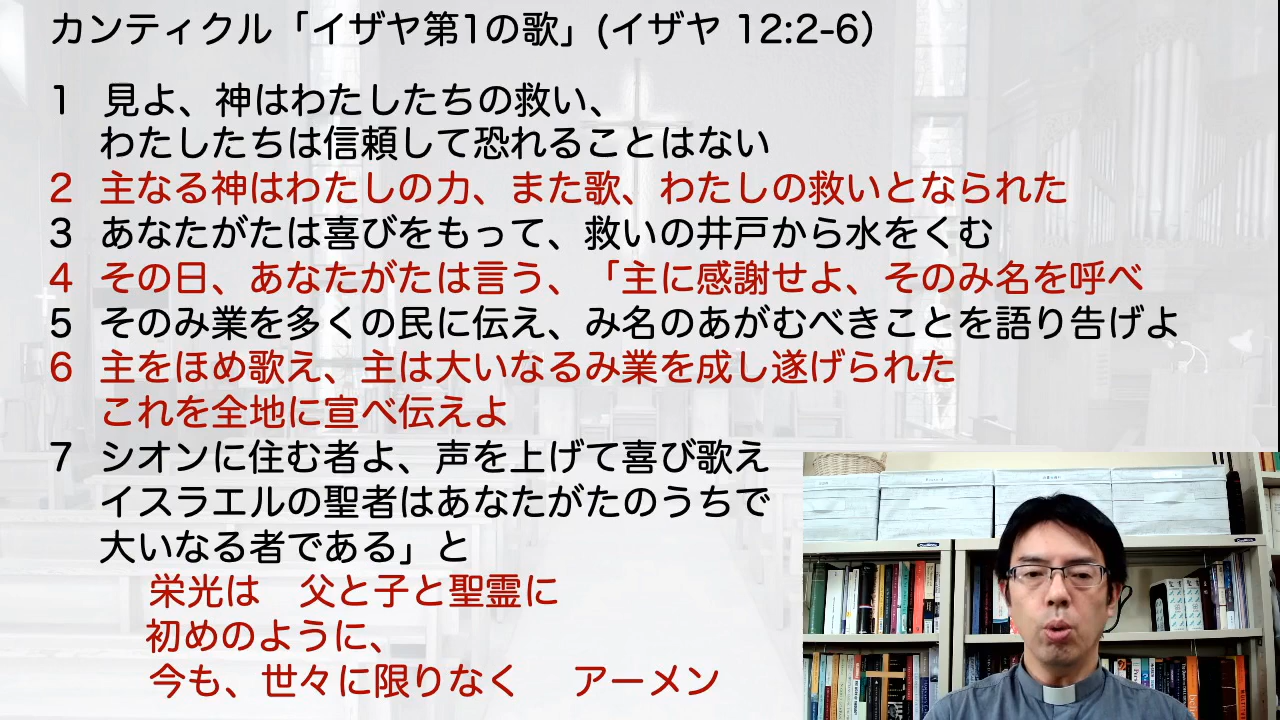 カンティクル「イザヤ第1の歌」(イザヤ 12:2-6)
1 見よ、神はわたしたちの救い、
わたしたちは信頼して恐れることはない
2 主なる神はわたしの力、また歌、わたしの救いとなられた
3 あなたがたは喜びをもって、救いの井戸から水をくむ
4 その日、あなたがたは言う、「主に感謝せよ、そのみ名を呼べ
5 そのみ業を多くの民に伝え、み名のあがむべきことを語り告げよ
6 主をほめ歌え、主は大いなるみ業を成し遂げられた
これを全地に宣べ伝えよ
7 シオンに住む者よ、声を上げて喜び歌え
イスラエルの聖者はあなたがたのうちで
大いなる者である」と
栄光は 父と子と聖霊に
初めのように、
今も、世々に限りなく アーメン